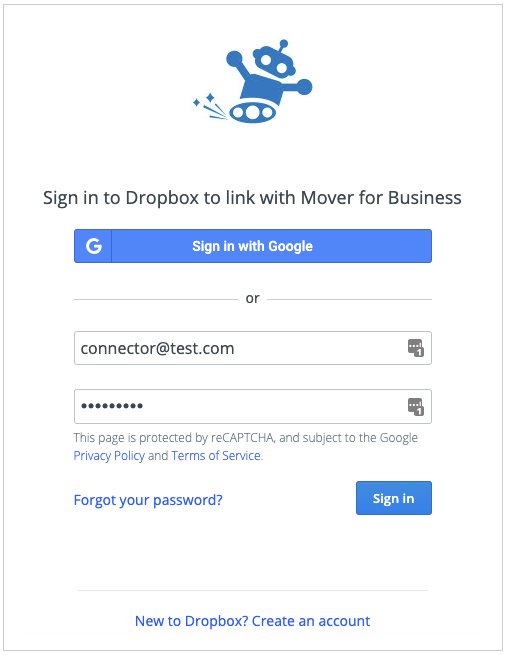 Sign in to Dropbox to link with Mover for Business
G
Sign in with Google
or
connector@test.com
1
•••••••••
1
This page is protected by reCAPTCHA, and subject to the Google
Privacy Policy and Terms of Service.
Forgot your password?
Sign in
New to Dropbox? Create an account